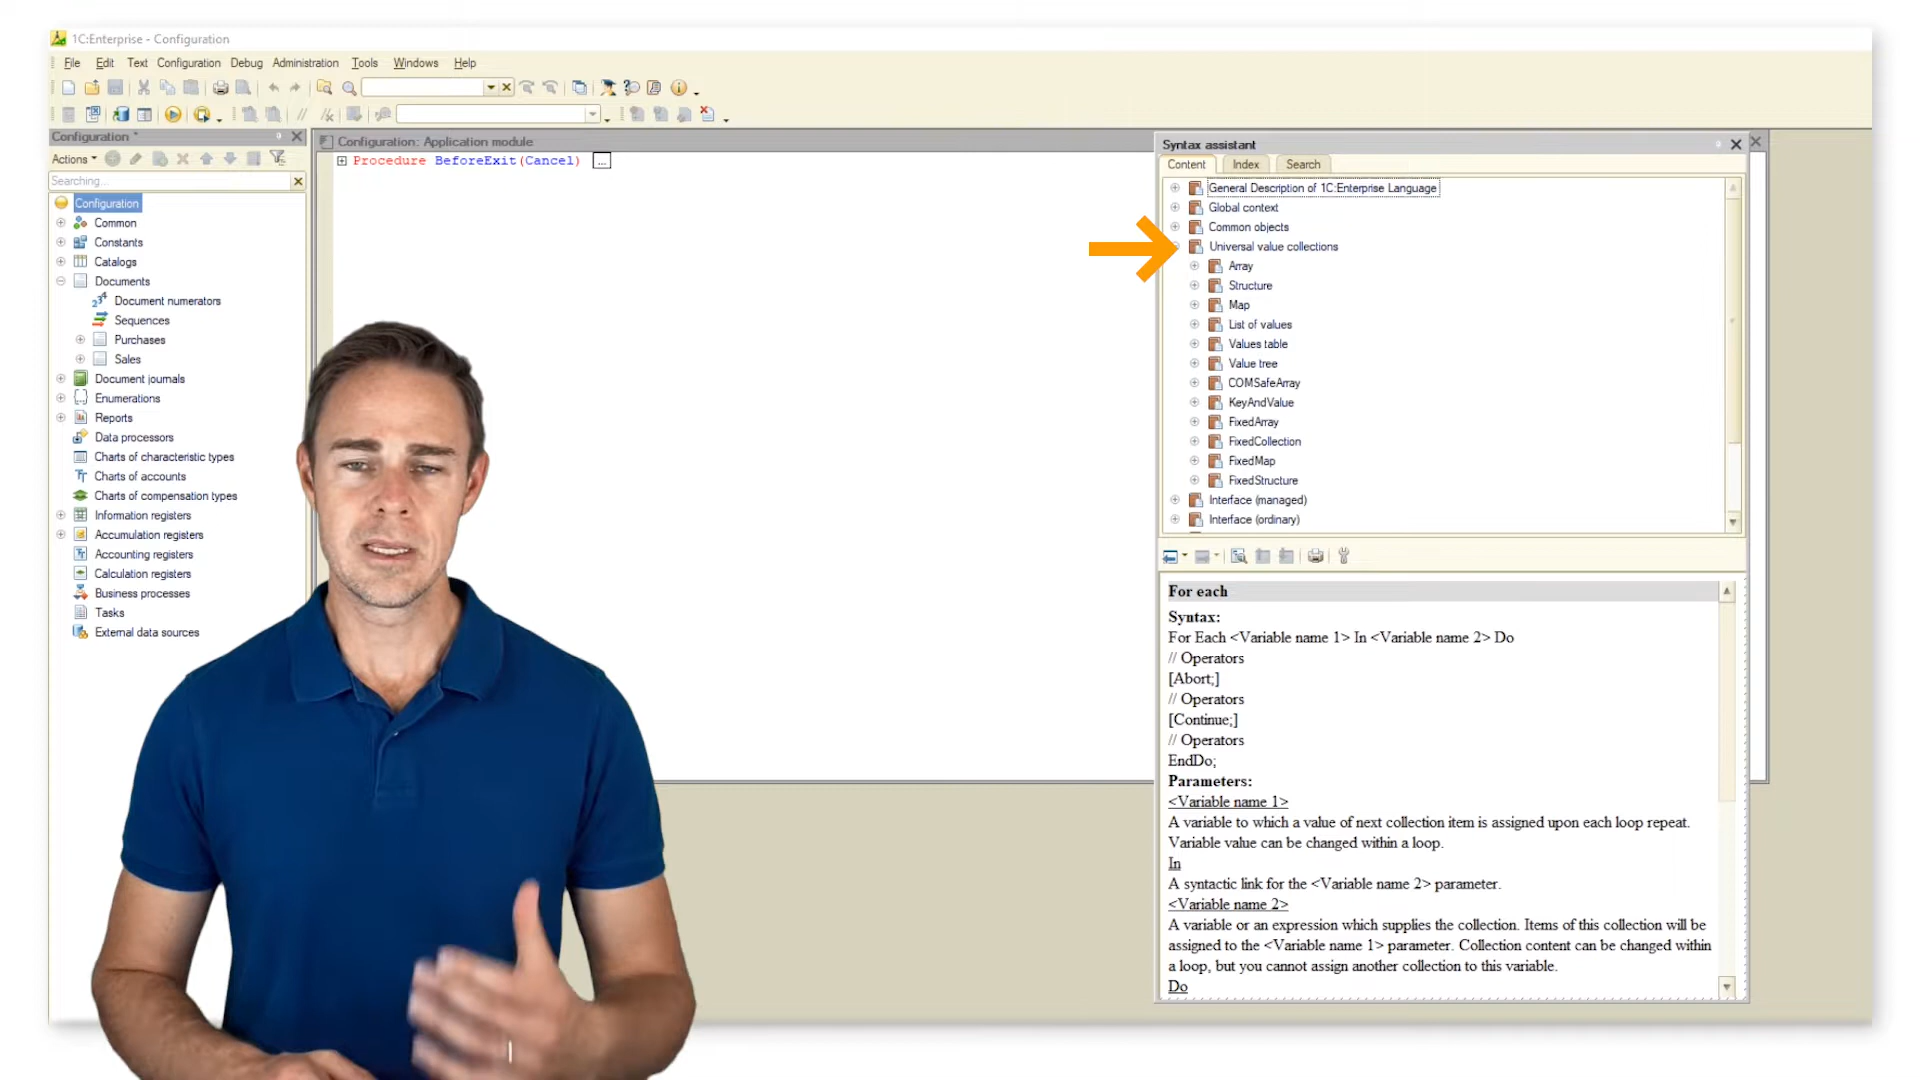 1C:Enterprise - Configuration
File Edit Text Configuration Debug Administration Tools Windows Help
Configuration *
Actions
Searching...
Configuration
Common
Constants
Catalogs
Documents
Document numerators
Sequences
Purchases
Sales
Document journals
Enumerations
Reports
Data processors
Charts of characteristic types
Charts of accounts
Charts of compensation types
Information registers
Accumulation registers
Accounting registers
Calculation registers
Business processes
Tasks
External data sources
Configuration: Application module
Procedure BeforeExit(Cancel) ...
Syntax assistant
Content Index Search
General Description of 1C:Enterprise Language
Global context
Common objects
Universal value collections
Array
Structure
Map
List of values
Values table
Value tree
COMSafeArray
KeyAndValue
FixedArray
FixedCollection
FixedMap
FixedStructure
Interface (managed)
Interface (ordinary)
For each
Syntax:
For Each <Variable name 1> In <Variable name 2> Do
// Operators
[Abort;]
// Operators
[Continue;]
// Operators
EndDo;
Parameters:
<Variable name 1>
A variable to which a value of next collection item is assigned upon each loop repeat.
Variable value can be changed within a loop.
In
A syntactic link for the <Variable name 2> parameter.
<Variable name 2>
A variable or an expression which supplies the collection. Items of this collection will be
assigned to the <Variable name 1> parameter. Collection content can be changed within
a loop, but you cannot assign another collection to this variable.
Do